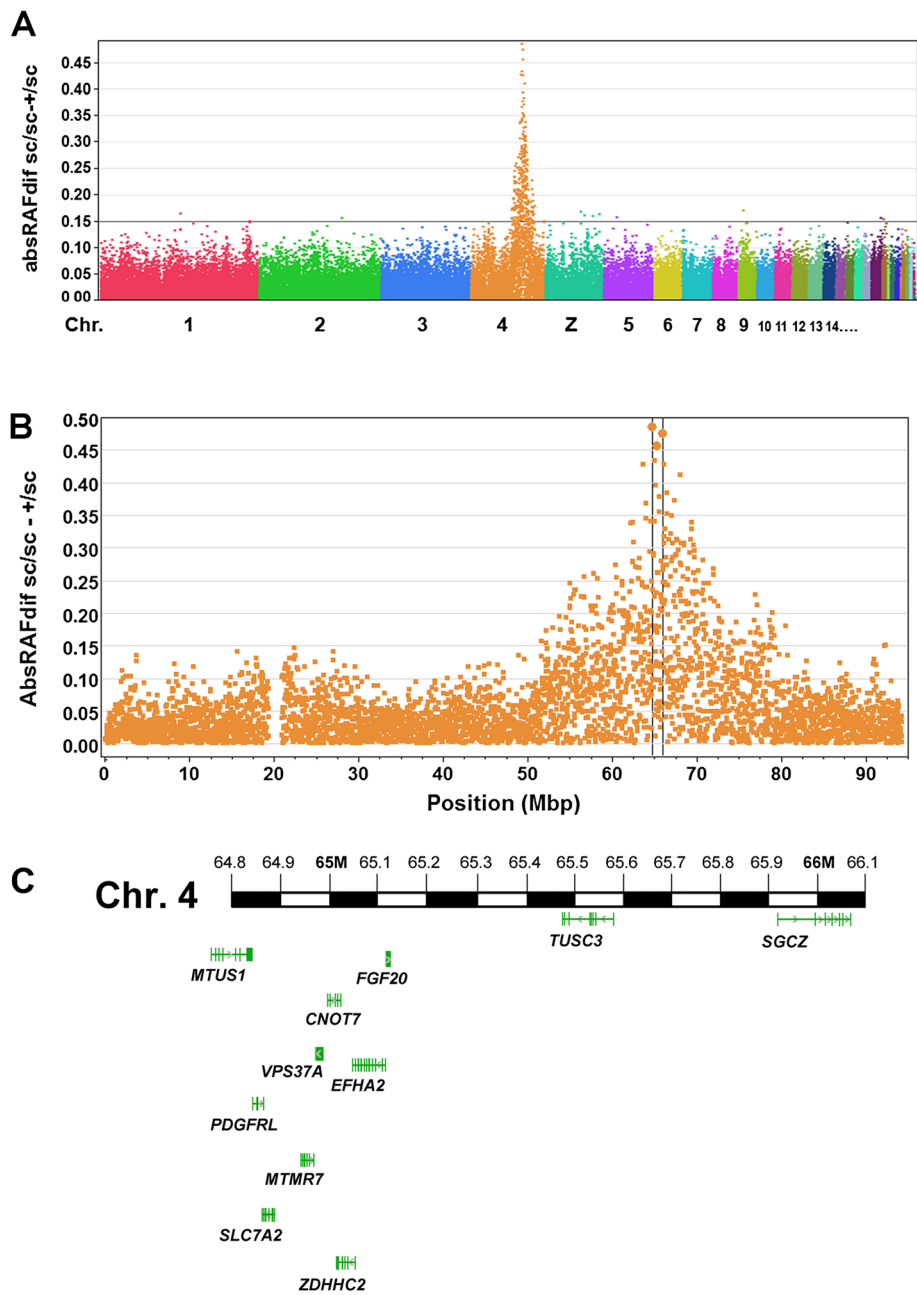 A
absRAFdif sc/sc-+/sc
0.45
0.40
0.35
0.30
0.25
0.20
0.15
0.10
0.05
0 00
Chr. 1 2 3 4 Z 5 6 7 8 9 10 11 12 13 14....
B
AbsRAFdif sc/sc - +/sc
0.50
0.45
0.40
0.35
0.30
0.25
0.20
0.15
0.10
0.05
0.00
0 10 20 30 40 50 60 70 80 90
Position (Mbp)
C
64.8 64.9 65M 65.1 65.2 65.3 65.4 65.5 65.6 65.7 65.8 65.9 66M 66.1
Chr. 4
TUSC3 SGCZ
MTUS1 FGF20
CNOT7
VPS37A EFHA2
PDGFRL
MTMR7
SLC7A2
ZDHHC2